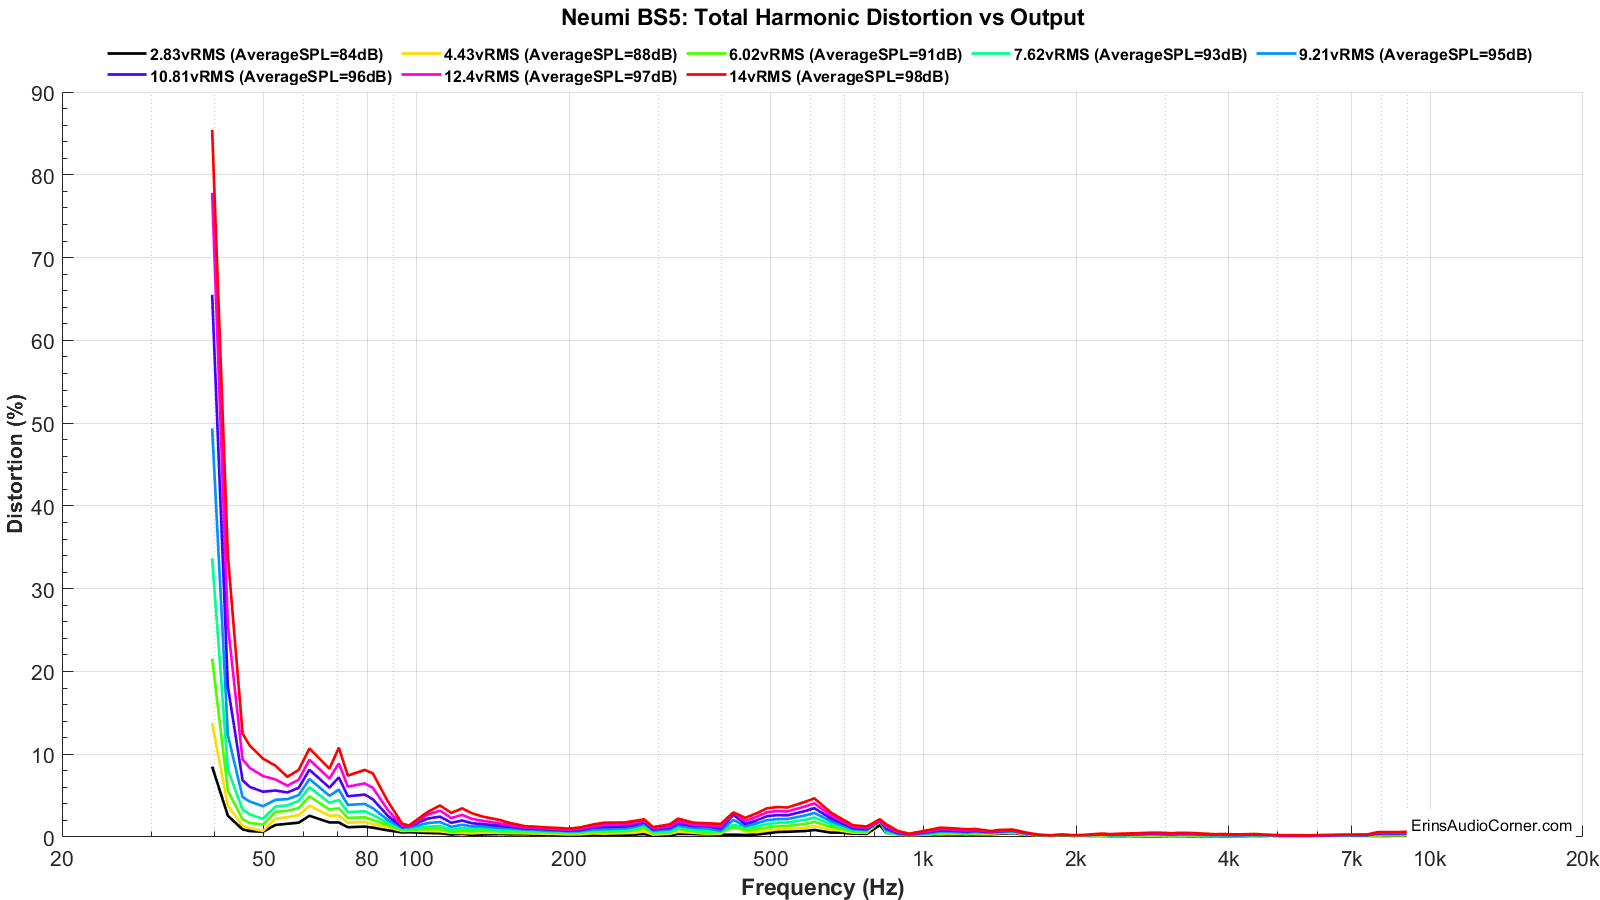 Neumi BS5: Total Harmonic Distortion vs Output
2.83vRMS (AverageSPL=84dB) 4.43vRMS (AverageSPL=88dB) 6.02vRMS (AverageSPL=91dB) 7.62vRMS (AverageSPL=93dB) 9.21vRMS (AverageSPL=95dB)
10.81vRMS (AverageSPL=96dB) 12.4vRMS (AverageSPL=97dB) 14vRMS (AverageSPL=98dB)
90
80
70
60
50
40
30
20
10
0
Distortion (%)
ErinsAudioCorner.com
20 50 80 100 200 500 1k 2k 4k 7k 10k 20k
Frequency (Hz)